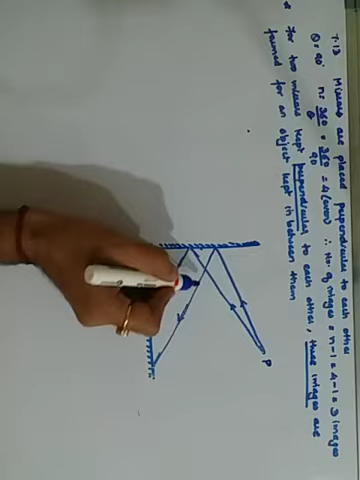 7.13 Mirrors are placed perpendicular to each other
θ = 90° n = 360/θ = 360/90 = 4 (even) ∴ No of images = n-1 = 4-1 = 3 images
For two mirrors kept perpendicular to each other, three images are
formed for an object kept in between them
P